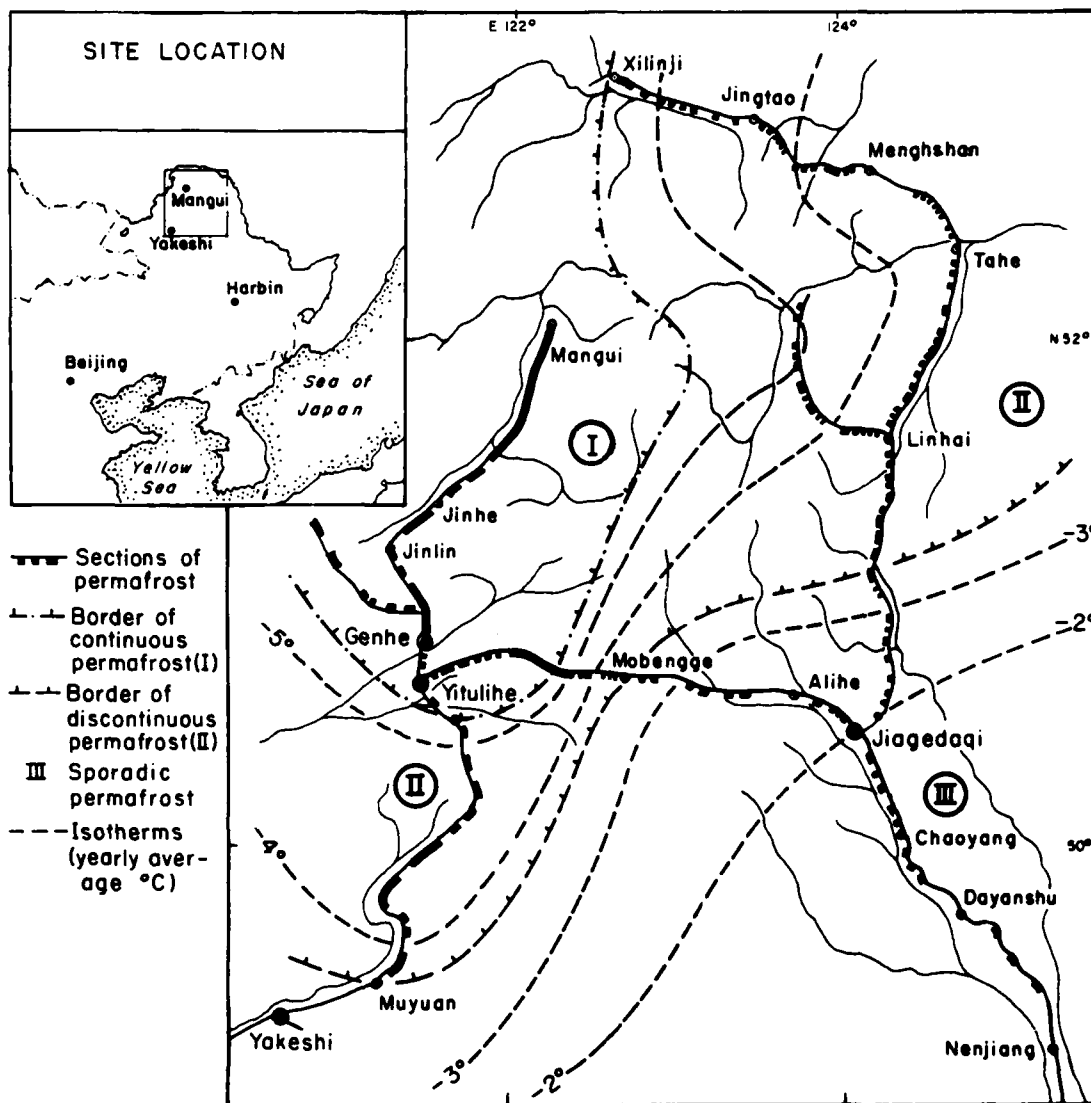 SITE LOCATION
Mangui
Yakeshi
Harbin
Beijing
Sea of
Japan
Yellow
Sea
Sections of
permafrost
Border of
continuous
permafrost(I)
Border of
discontinuous
permafrost(II)
III Sporadic
permafrost
Isotherms
(yearly aver-
age °C)
E 122° 124°
Xilinji
Jingtao
Menghshan
Tahe
N 52°
Mangui
I
II
Linhai
Jinhe
Jinlin
-3°
-2°
Genhe
-5°
Mobengge
Yitulihe
Alihe
Jiagedaqi
II
III
Chaoyang
50°
-4°
Dayanshu
Muyuan
Yakeshi
Nenjiang
-3°
-2°